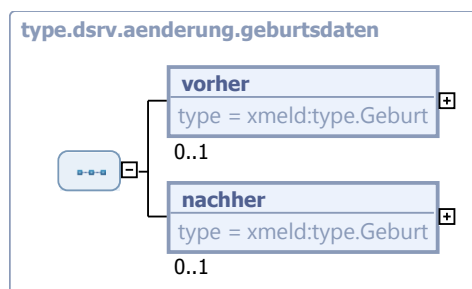 type.dsrv.aenderung.geburtsdaten
vorher
type = xmeld:type.Geburt
0..1
nachher
type = xmeld:type.Geburt
0..1